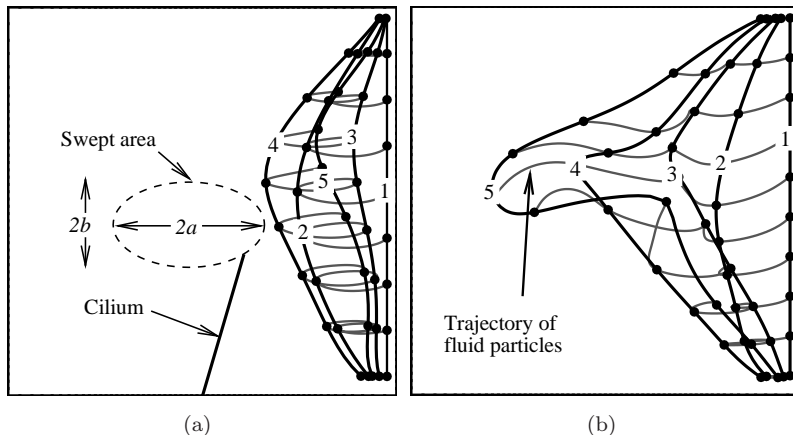 Swept area
2b
2a
Cilium
4
3
5
1
2
(a)
1
2
3
4
5
Trajectory of
fluid particles
(b)